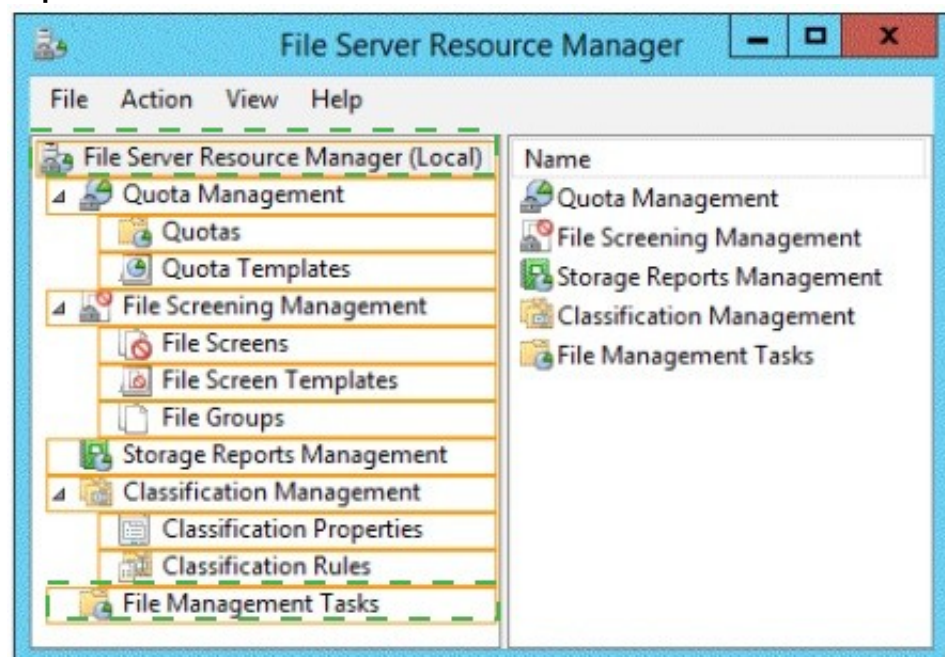 File Server Resource Manager
File Action View Help
File Server Resource Manager (Local)
Quota Management
Quotas
Quota Templates
File Screening Management
File Screens
File Screen Templates
File Groups
Storage Reports Management
Classification Management
Classification Properties
Classification Rules
File Management Tasks
Name
Quota Management
File Screening Management
Storage Reports Management
Classification Management
File Management Tasks